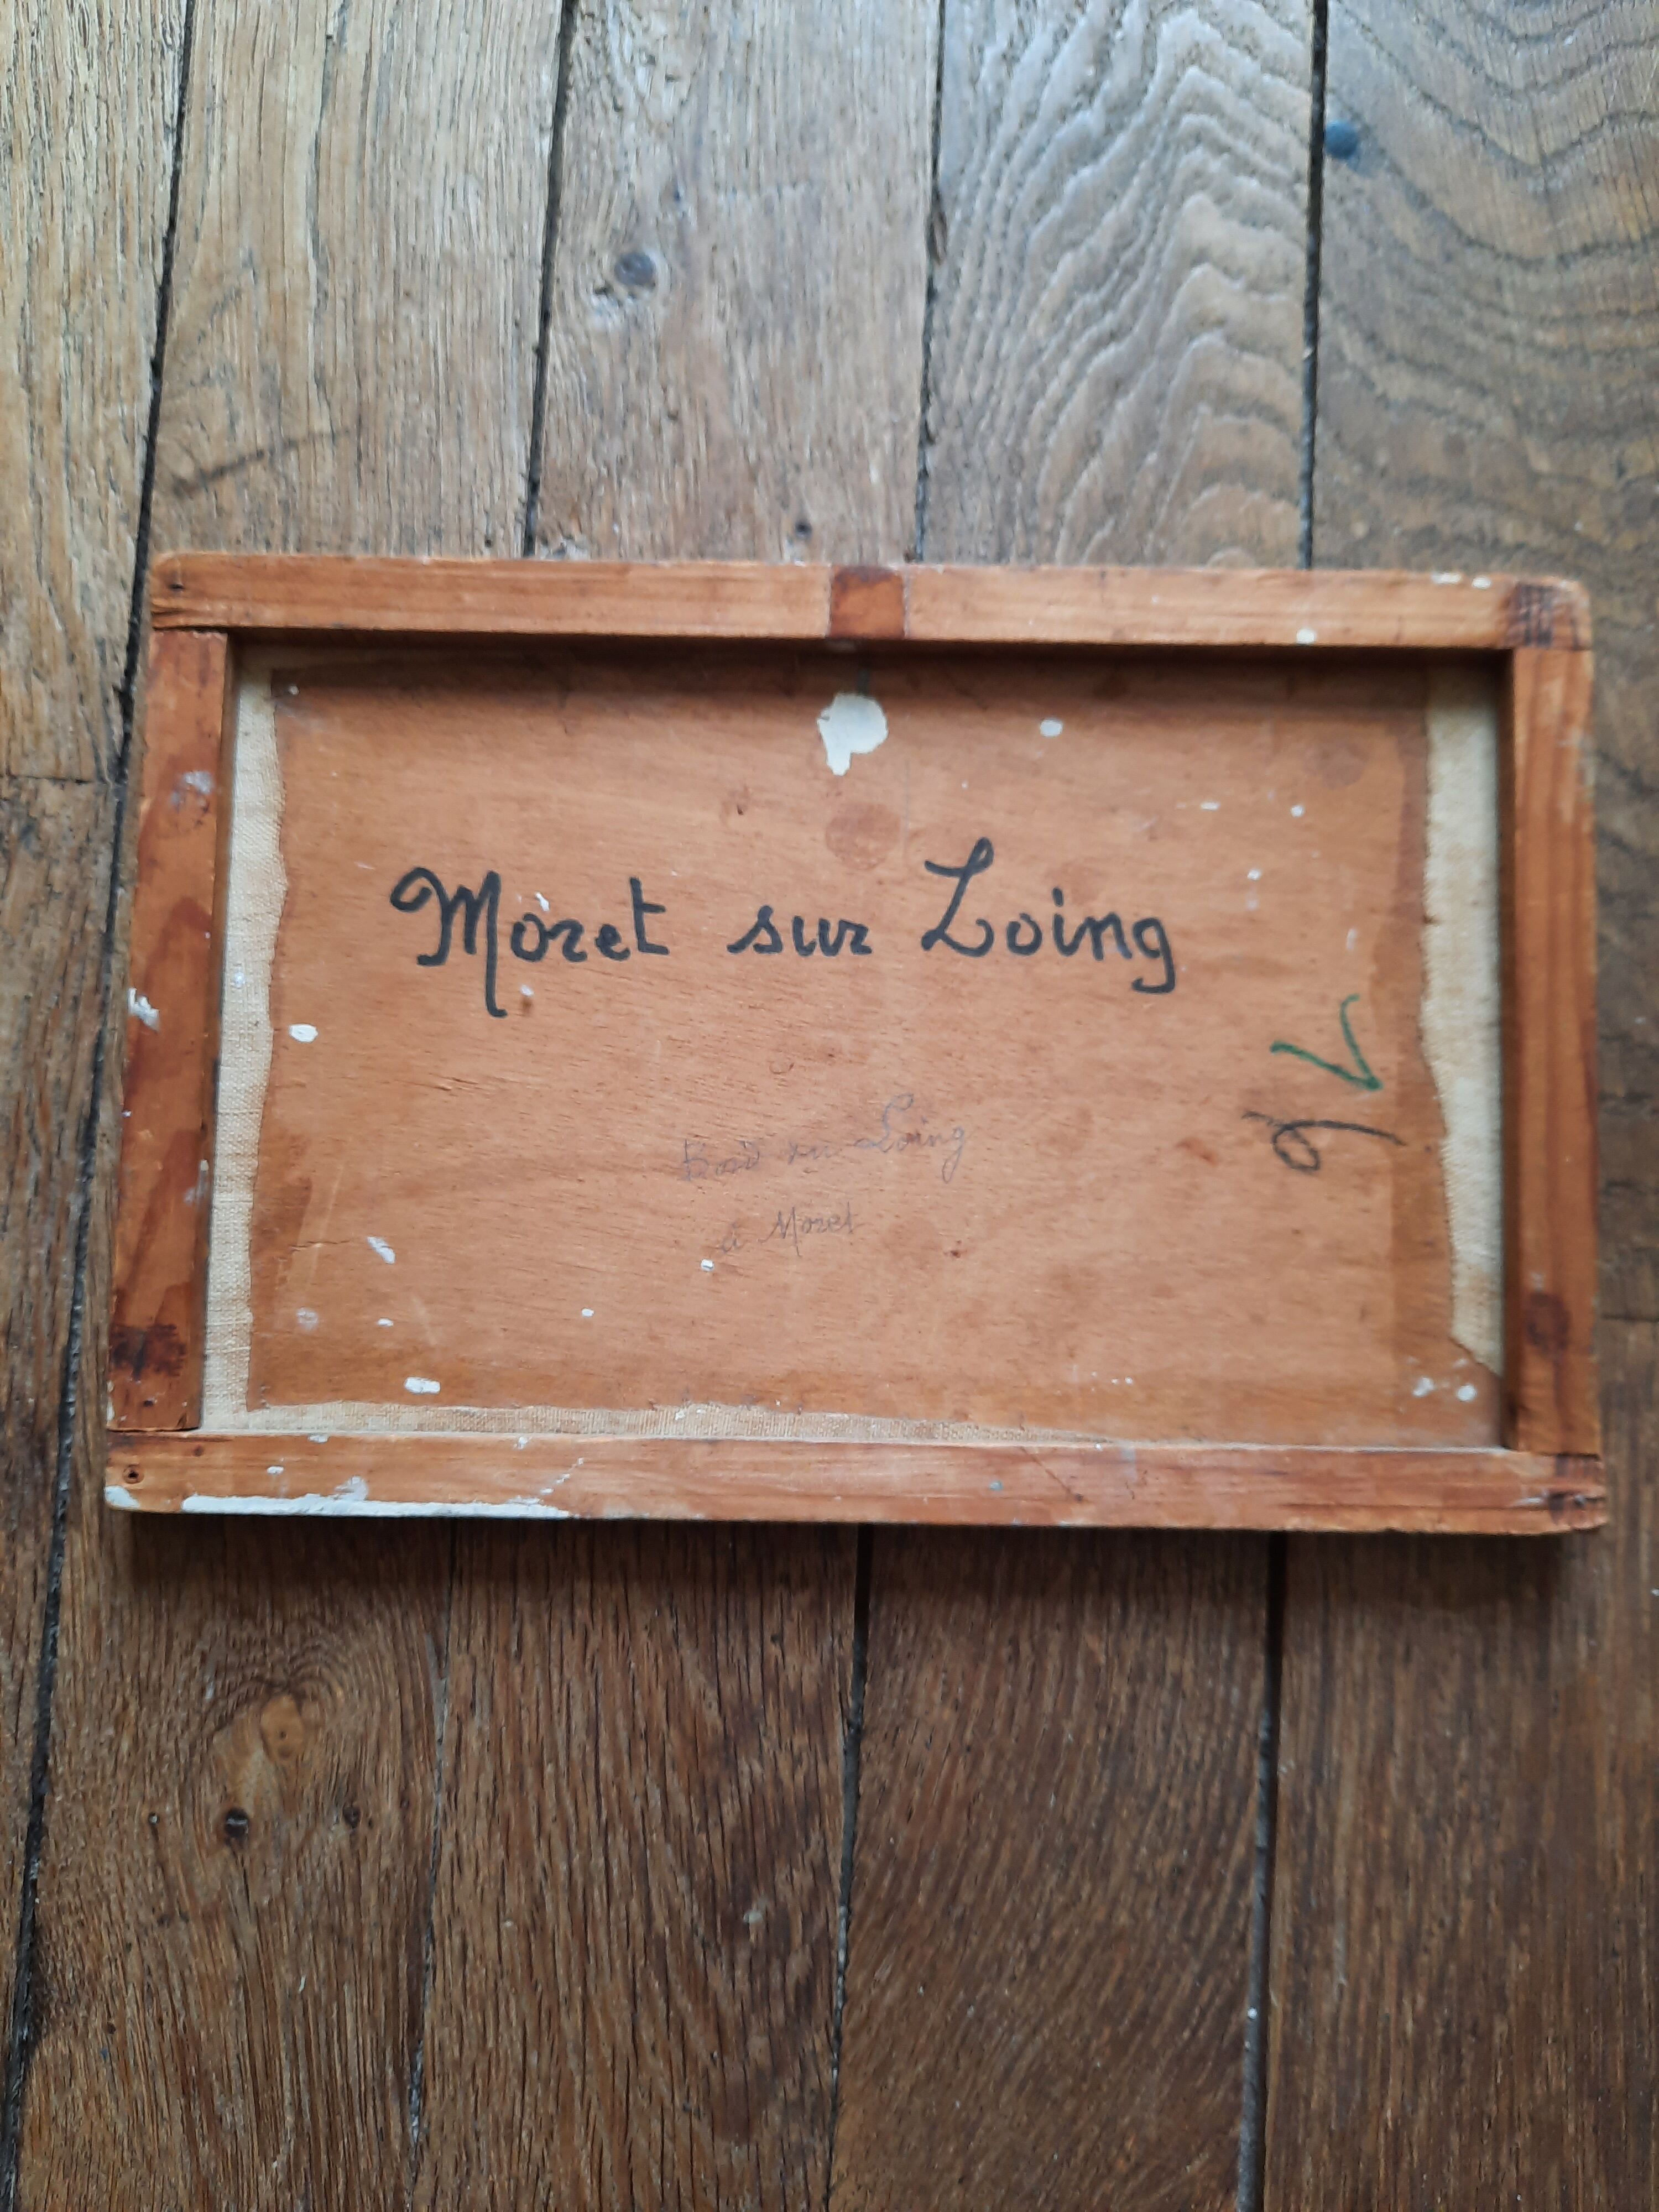 Moret sur Loing
Bord du Loing
à Moret